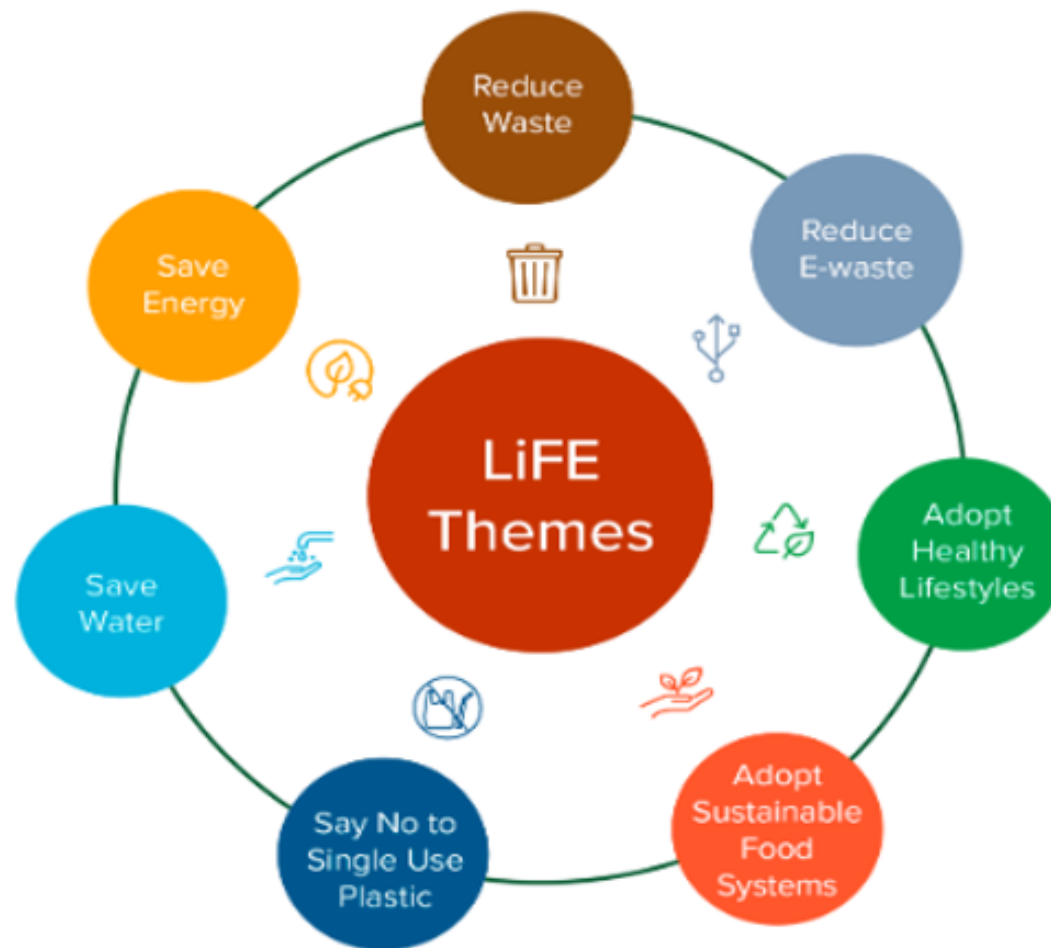 Reduce
Waste
Reduce
E-waste
Adopt
Healthy
Lifestyles
Adopt
Sustainable
Food
Systems
Say No to
Single Use
Plastic
Save
Water
Save
Energy
LiFE
Themes